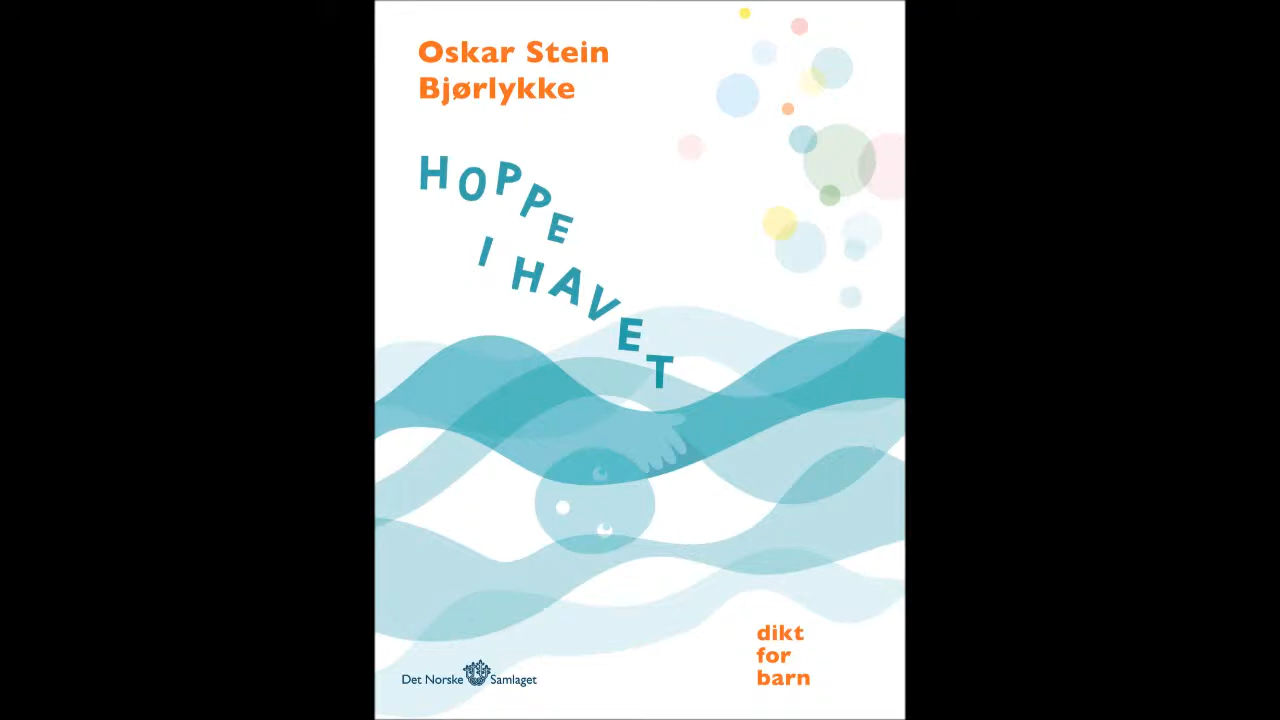 Oskar Stein
Bjørlykke
HOPPE
I HAVET
dikt
for
barn
Det Norske Samlaget